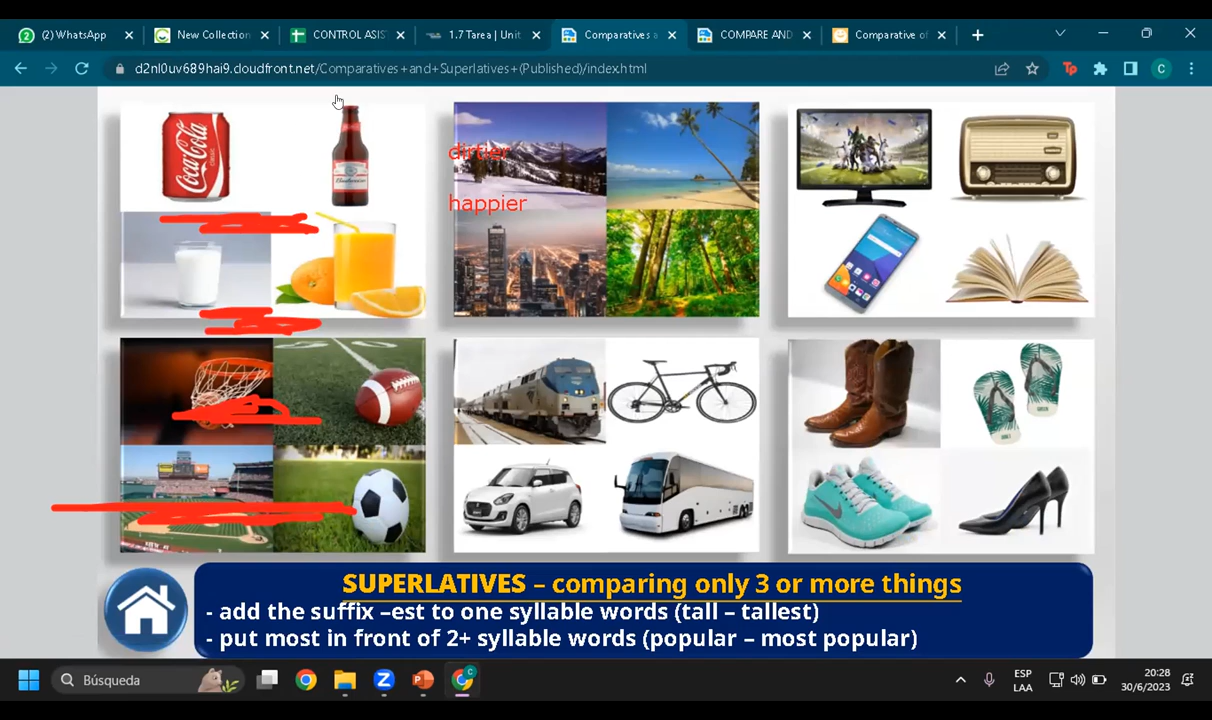 (2) WhatsApp
New Collection
CONTROL ASIS
1.7 Tarea | Unit
Comparatives a
COMPARE AND
Comparative of
d2nl0uv689hai9.cloudfront.net/Comparatives+and+Superlatives+(Published)/index.html
Coca-Cola
Budweiser
dirtier
happier
SUPERLATIVES – comparing only 3 or more things
- add the suffix –est to one syllable words (tall – tallest)
- put most in front of 2+ syllable words (popular – most popular)
Búsqueda
ESP
LAA
20:28
30/6/2023